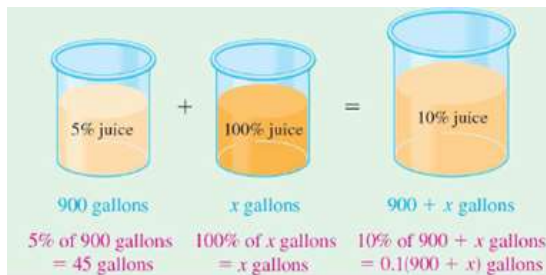 5% juice
+
100% juice
=
10% juice
900 gallons
x gallons
900 + x gallons
5% of 900 gallons
= 45 gallons
100% of x gallons
= x gallons
10% of 900 + x gallons
= 0.1(900 + x) gallons